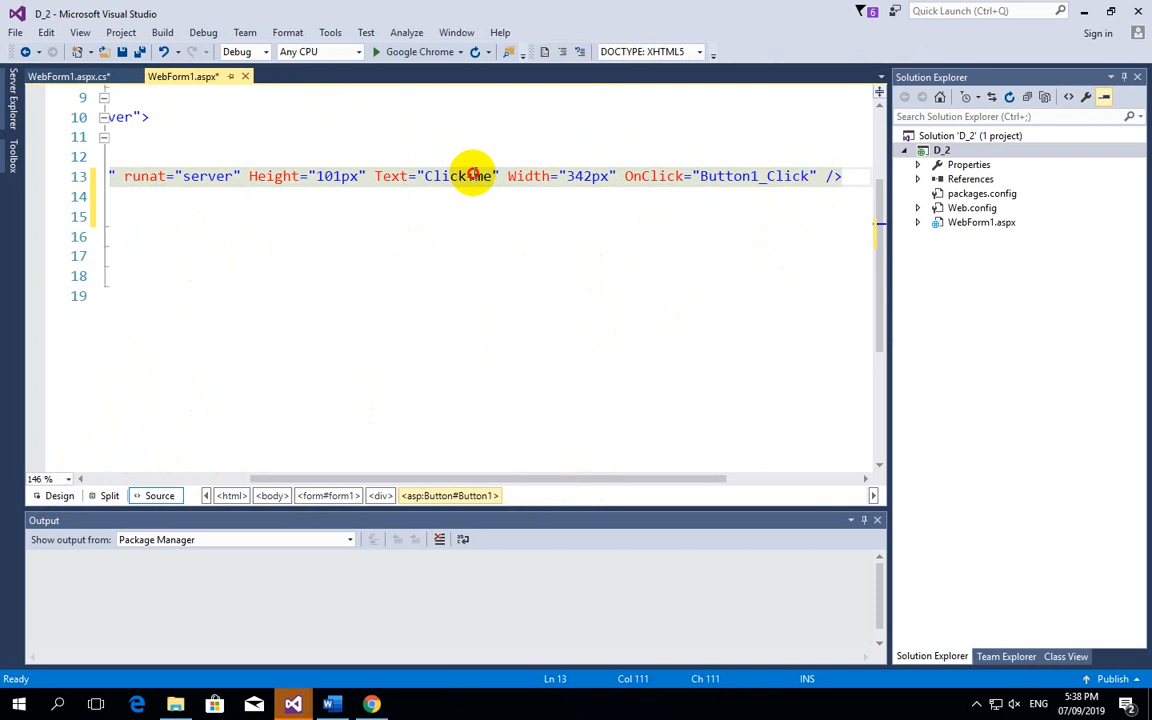 D_2 - Microsoft Visual Studio
6
Quick Launch (Ctrl+Q)
File Edit View Project Build Debug Team Format Tools Test Analyze Window Help
Sign in
Debug Any CPU Google Chrome DOCTYPE: XHTML5
Server Explorer
Toolbox
WebForm1.aspx.cs* WebForm1.aspx*
9
10 ver">
11
12
13 " runat="server" Height="101px" Text="Click me" Width="342px" OnClick="Button1_Click" />
14
15
16
17
18
19
146 %
Design Split Source <html> <body> <form#form1> <div> <asp:Button#Button1>
Output
Show output from: Package Manager
Solution Explorer
Search Solution Explorer (Ctrl+;)
Solution 'D_2' (1 project)
D_2
Properties
References
packages.config
Web.config
WebForm1.aspx
Solution Explorer Team Explorer Class View
Ready Ln 13 Col 111 Ch 111 INS Publish
5:38 PM
07/09/2019
2